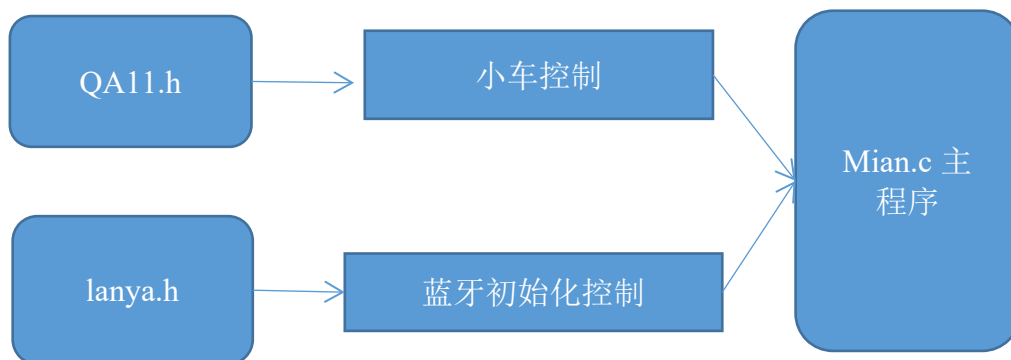 QA11.h
小车控制
Mian.c 主
程序
lanya.h
蓝牙初始化控制